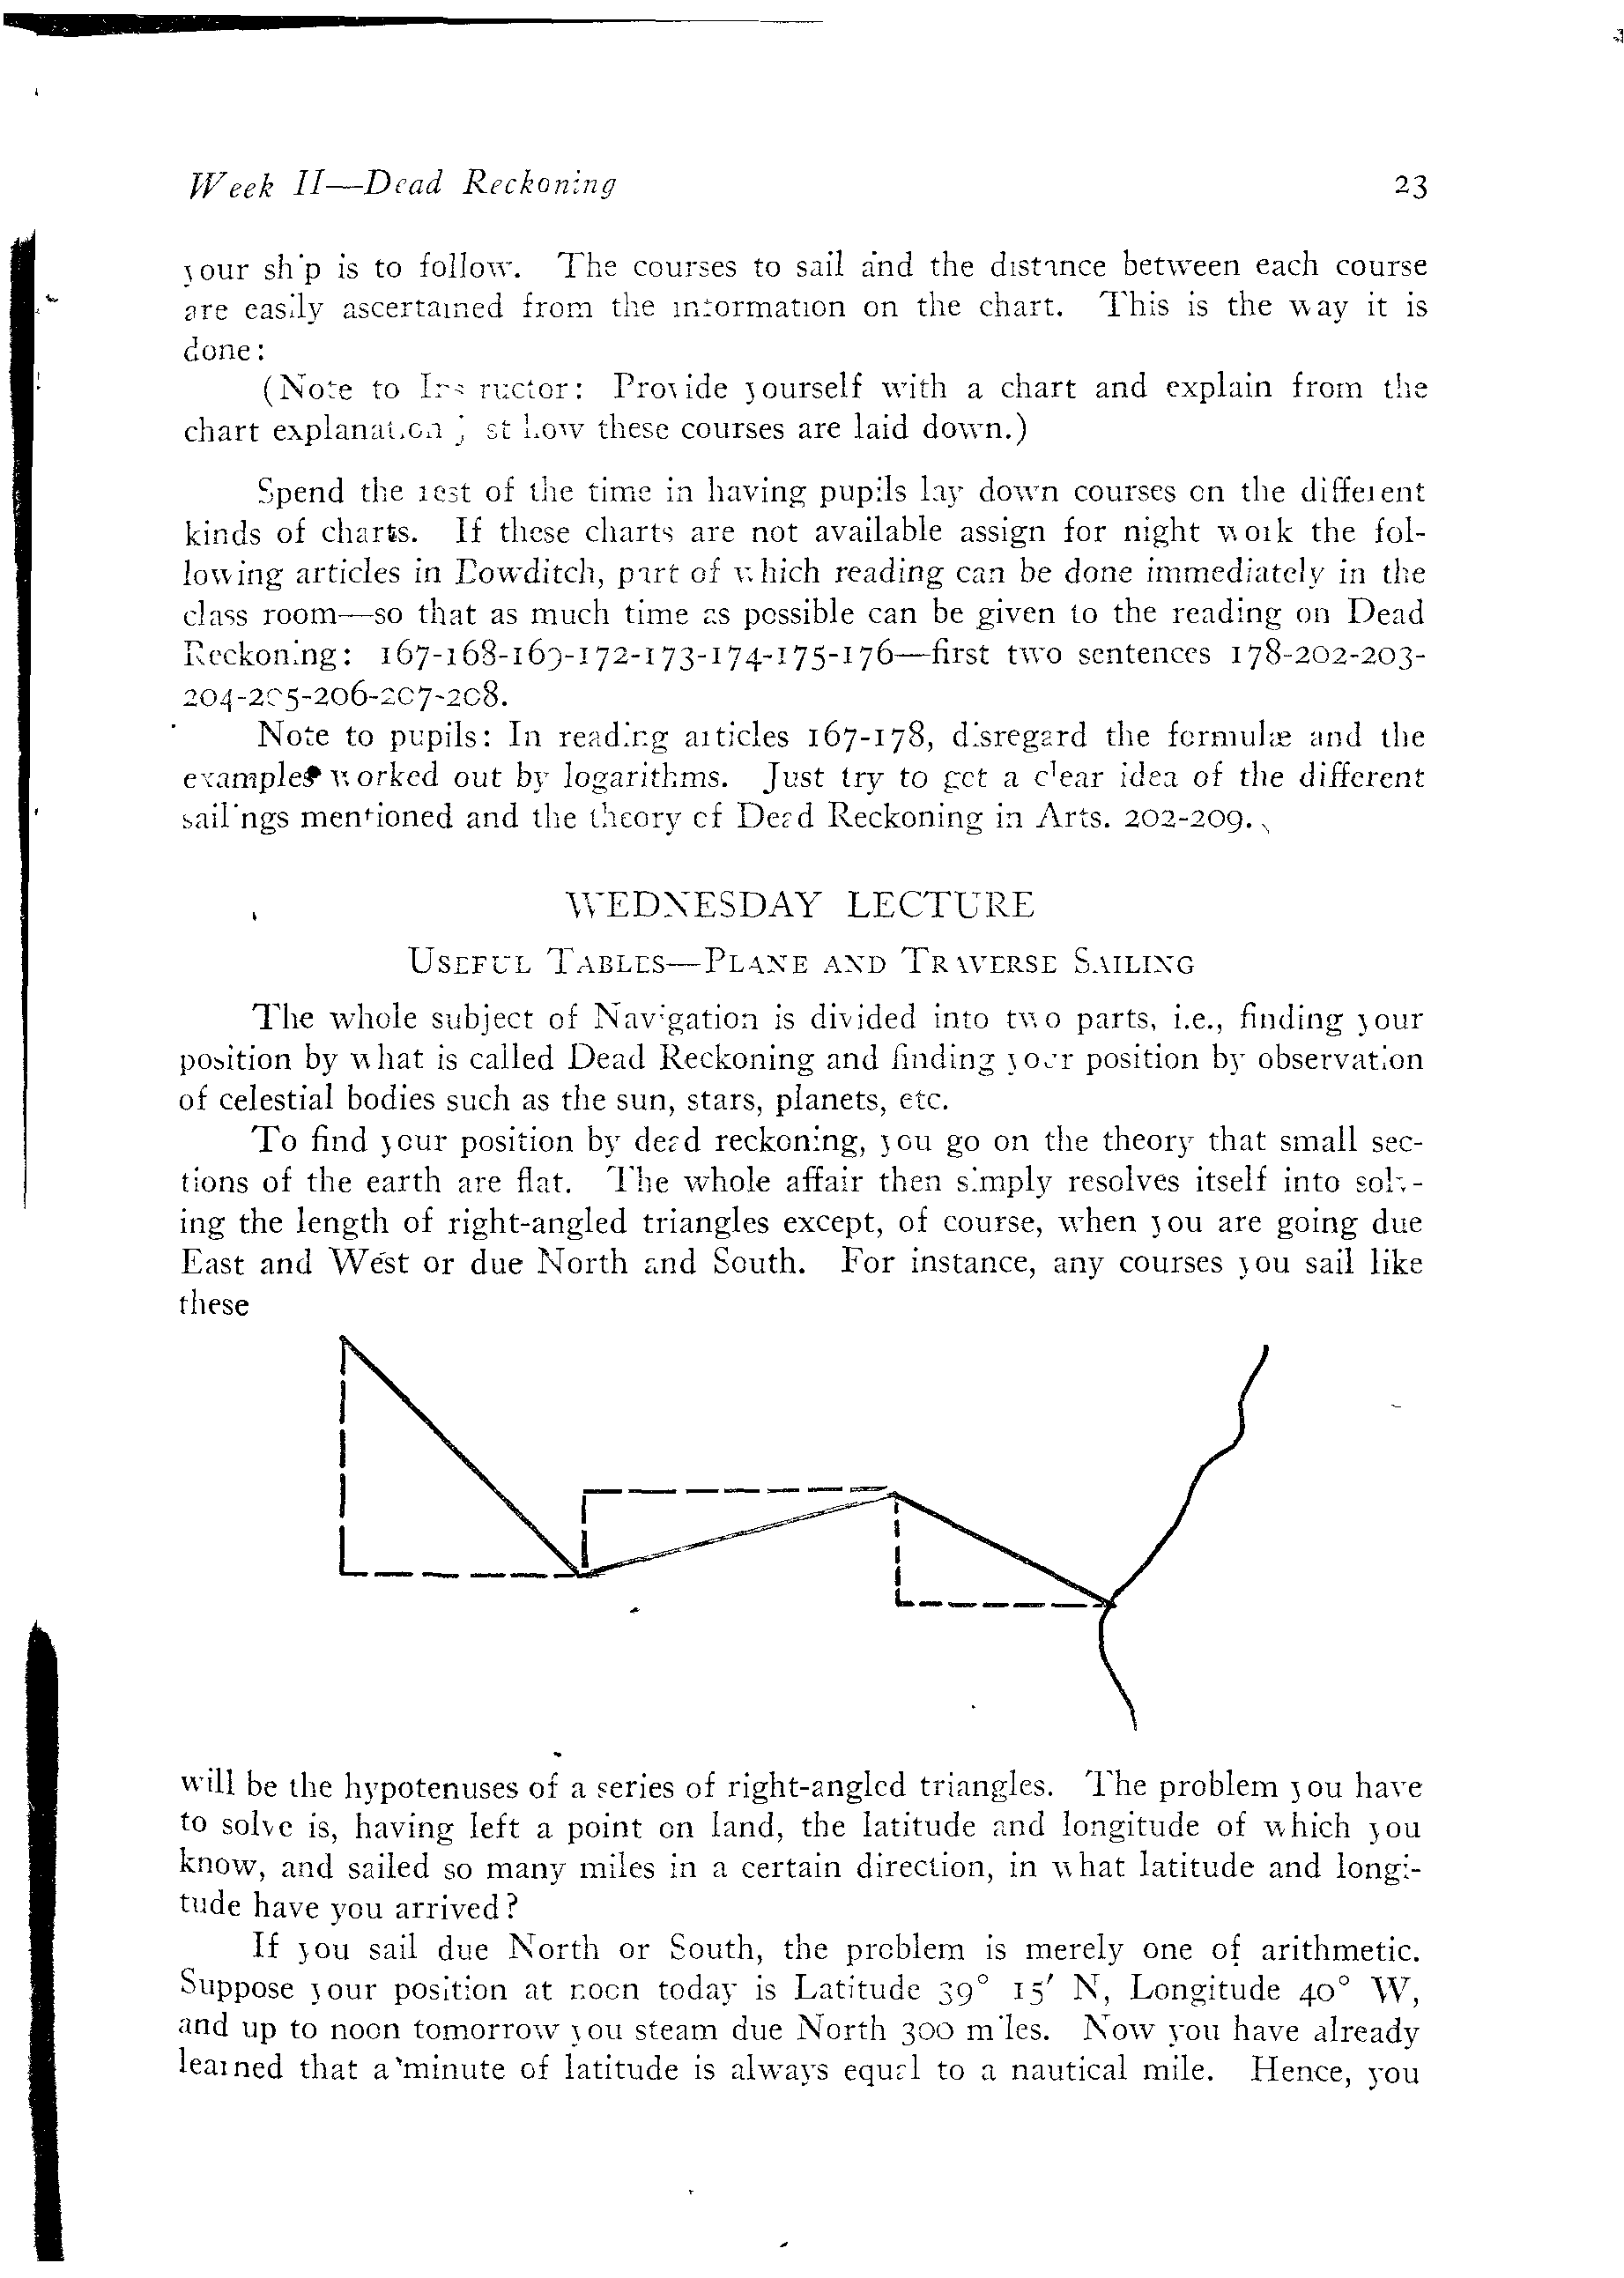 Week II—Dead Reckoning 23
your ship is to follow. The courses to sail and the distance between each course
are easily ascertained from the information on the chart. This is the way it is
done:
(Note to Instructor: Provide yourself with a chart and explain from the
chart explanation just how these courses are laid down.)
Spend the rest of the time in having pupils lay down courses on the different
kinds of charts. If these charts are not available assign for night work the fol-
lowing articles in Bowditch, part of which reading can be done immediately in the
class room—so that as much time as possible can be given to the reading on Dead
Reckoning: 167-168-169-172-173-174-175-176—first two sentences 178-202-203-
204-205-206-207-208.
Note to pupils: In reading articles 167-178, disregard the formulæ and the
examples worked out by logarithms. Just try to get a clear idea of the different
sailings mentioned and the theory of Dead Reckoning in Arts. 202-209.
WEDNESDAY LECTURE
USEFUL TABLES—PLANE AND TRAVERSE SAILING
The whole subject of Navigation is divided into two parts, i.e., finding your
position by what is called Dead Reckoning and finding your position by observation
of celestial bodies such as the sun, stars, planets, etc.
To find your position by dead reckoning, you go on the theory that small sec-
tions of the earth are flat. The whole affair then simply resolves itself into solv-
ing the length of right-angled triangles except, of course, when you are going due
East and West or due North and South. For instance, any courses you sail like
these
will be the hypotenuses of a series of right-angled triangles. The problem you have
to solve is, having left a point on land, the latitude and longitude of which you
know, and sailed so many miles in a certain direction, in what latitude and longi-
tude have you arrived?
If you sail due North or South, the problem is merely one of arithmetic.
Suppose your position at noon today is Latitude 39° 15′ N, Longitude 40° W,
and up to noon tomorrow you steam due North 300 miles. Now you have already
learned that a minute of latitude is always equal to a nautical mile. Hence, you